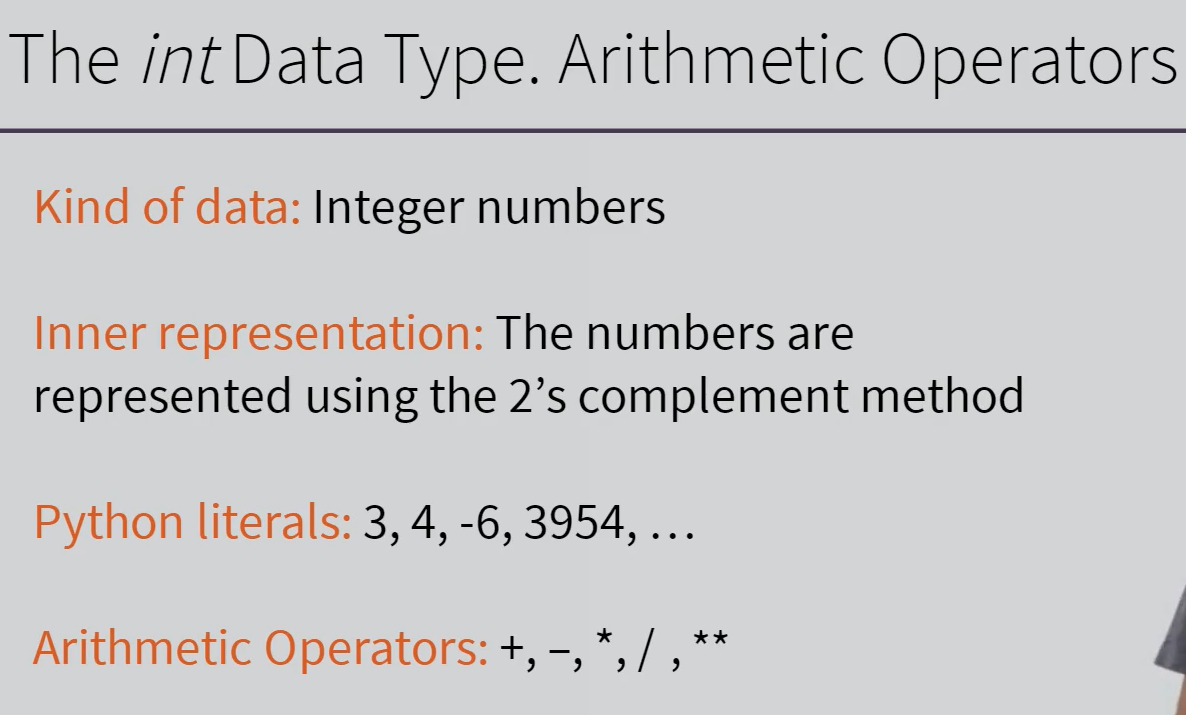 The int Data Type. Arithmetic Operators
Kind of data: Integer numbers
Inner representation: The numbers are
represented using the 2’s complement method
Python literals: 3, 4, -6, 3954, …
Arithmetic Operators: +, –, *, / , **